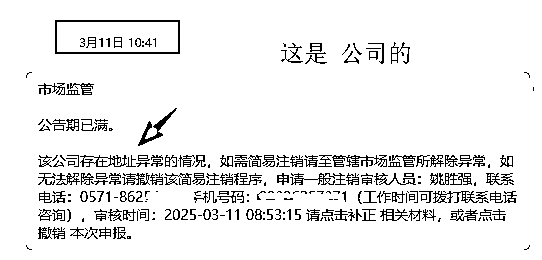 3月11日 10:41
这是 公司的
市场监管
公告期已满。
该公司存在地址异常的情况，如需简易注销请至管辖市场监管所解除异常，如
无法解除异常请撤销该简易注销程序，申请一般注销审核人员：姚胜强，联系
电话：0571-8625 手机号码： （工作时间可拨打联系电话
咨询），审核时间：2025-03-11 08:53:15 请点击补正 相关材料，或者点击
撤销 本次申报。